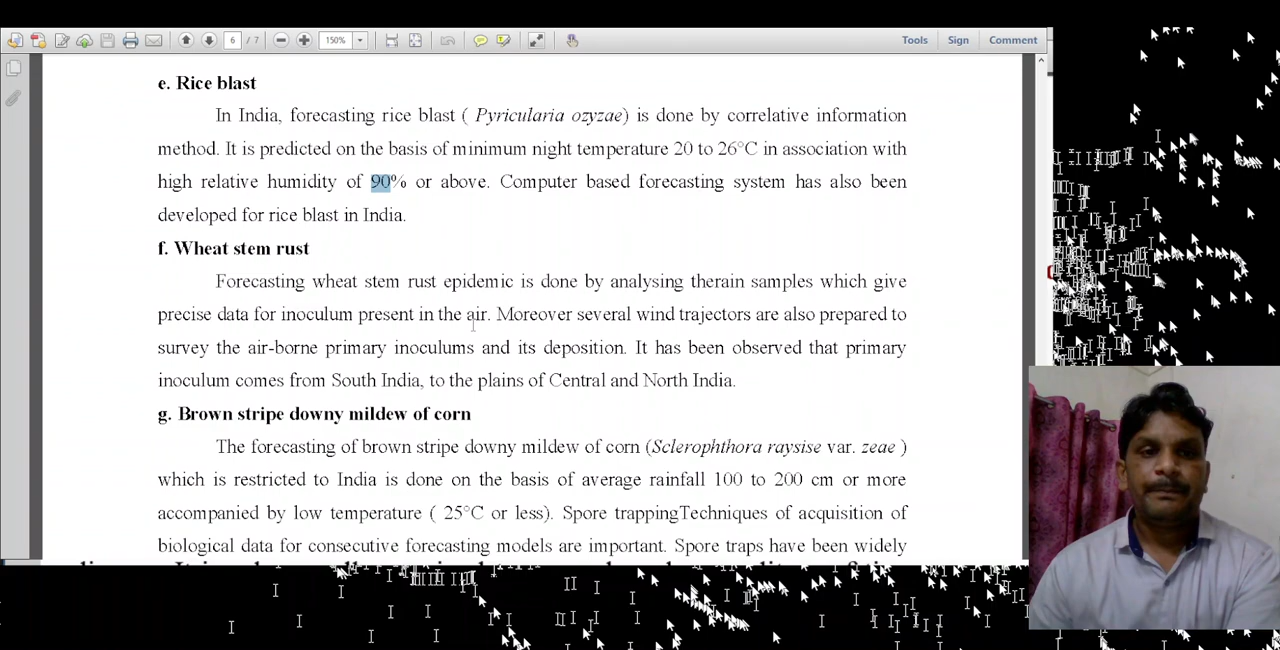 6 / 7
150%
Tools
Sign
Comment
e. Rice blast
In India, forecasting rice blast ( Pyricularia ozyzae) is done by correlative information
method. It is predicted on the basis of minimum night temperature 20 to 26°C in association with
high relative humidity of 90% or above. Computer based forecasting system has also been
developed for rice blast in India.
f. Wheat stem rust
Forecasting wheat stem rust epidemic is done by analysing therain samples which give
precise data for inoculum present in the air. Moreover several wind trajectors are also prepared to
survey the air-borne primary inoculums and its deposition. It has been observed that primary
inoculum comes from South India, to the plains of Central and North India.
g. Brown stripe downy mildew of corn
The forecasting of brown stripe downy mildew of corn (Sclerophthora raysise var. zeae )
which is restricted to India is done on the basis of average rainfall 100 to 200 cm or more
accompanied by low temperature ( 25°C or less). Spore trappingTechniques of acquisition of
biological data for consecutive forecasting models are important. Spore traps have been widely